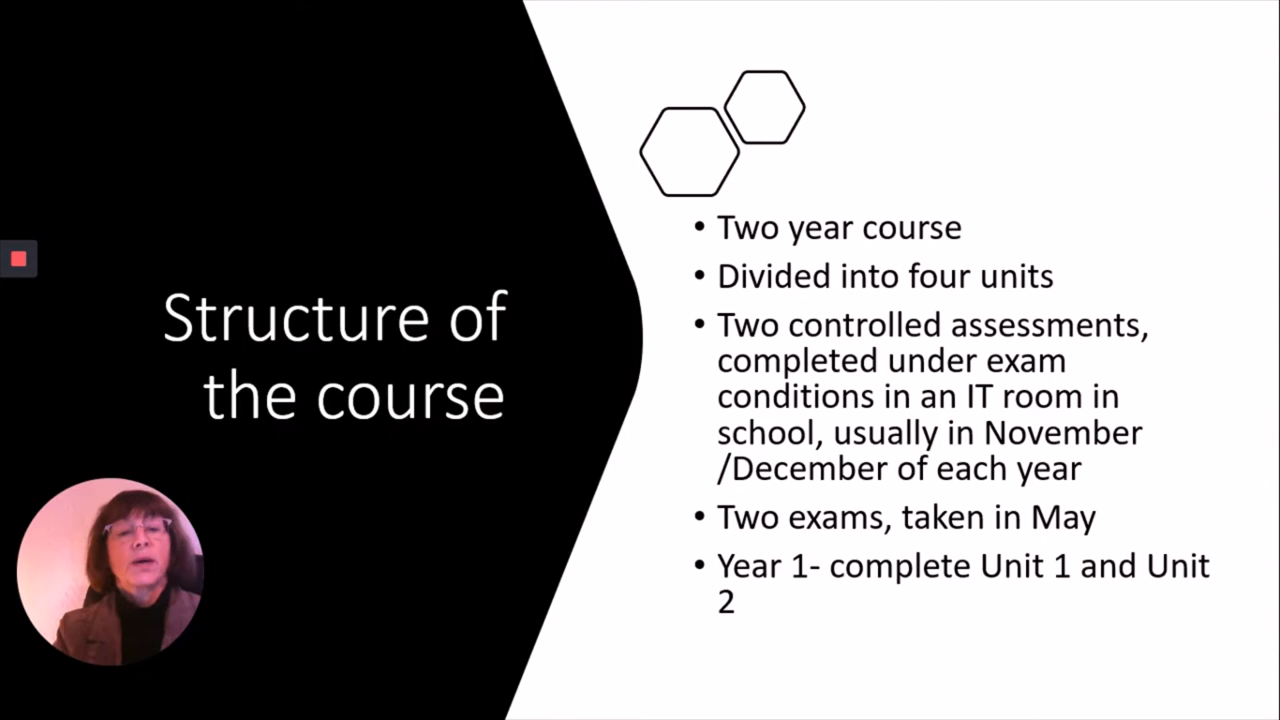 Structure of
the course
• Two year course
• Divided into four units
• Two controlled assessments,
completed under exam
conditions in an IT room in
school, usually in November
/December of each year
• Two exams, taken in May
• Year 1- complete Unit 1 and Unit
2